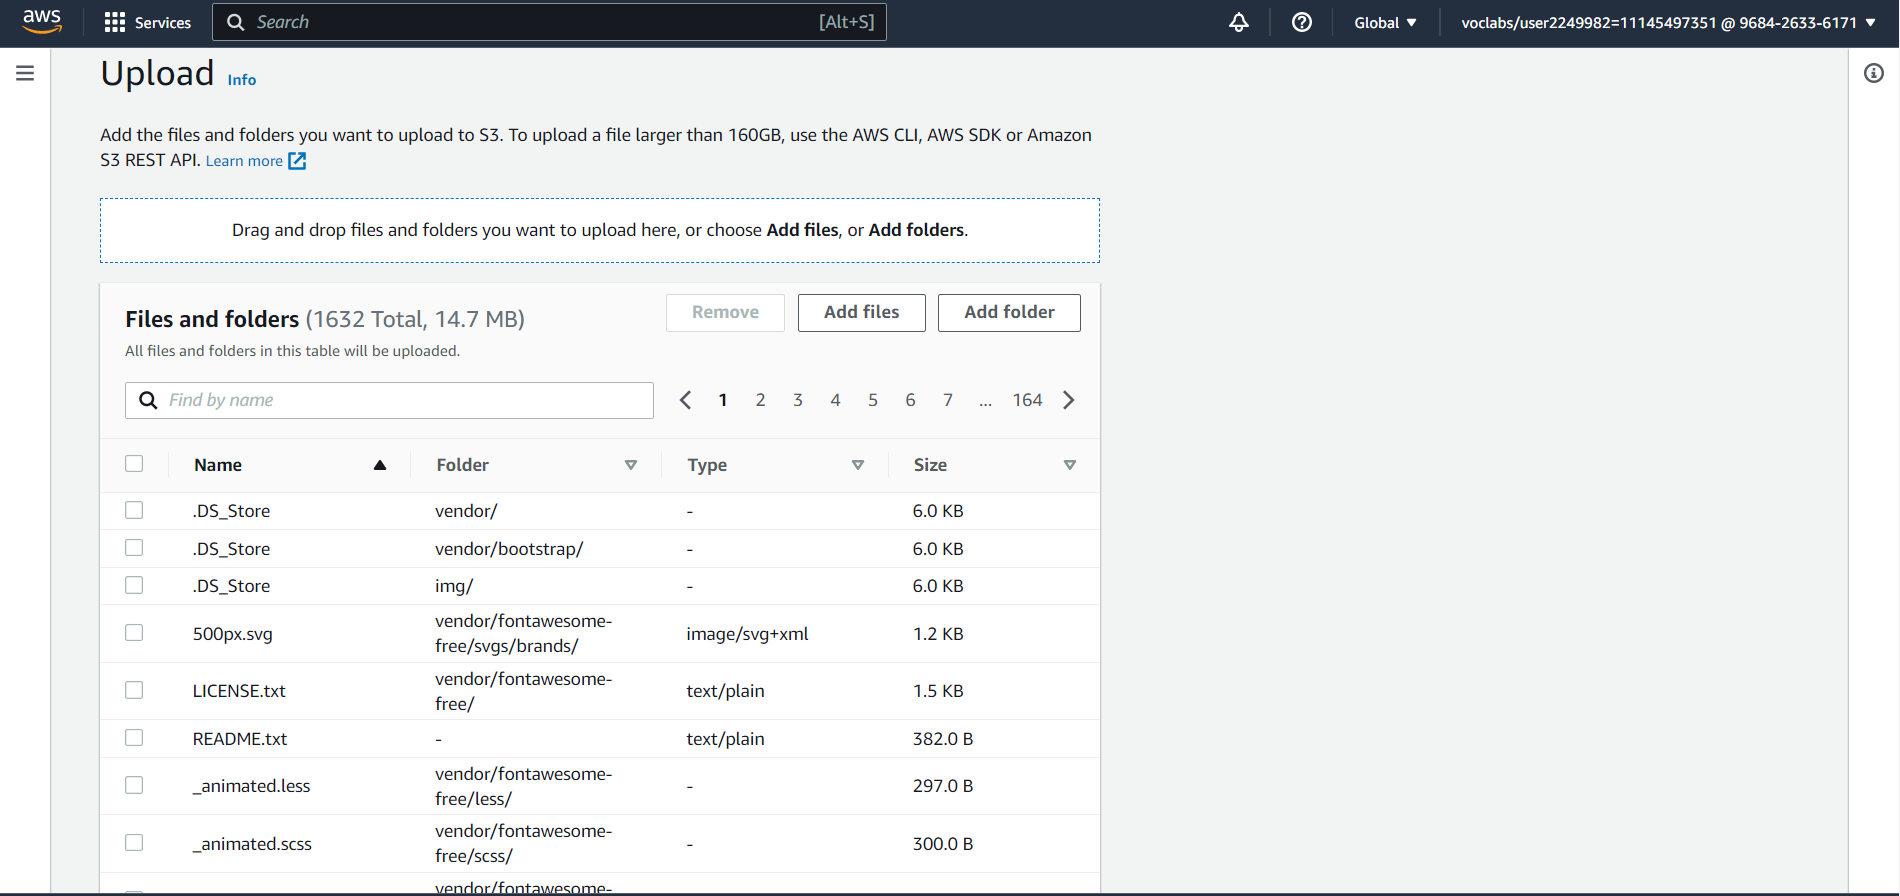 aws
Services
Search
[Alt+S]
Global
voclabs/user2249982=11145497351 @ 9684-2633-6171
Upload Info
Add the files and folders you want to upload to S3. To upload a file larger than 160GB, use the AWS CLI, AWS SDK or Amazon
S3 REST API. Learn more
Drag and drop files and folders you want to upload here, or choose Add files, or Add folders.
Files and folders (1632 Total, 14.7 MB)
Remove
Add files
Add folder
All files and folders in this table will be uploaded.
Find by name
1 2 3 4 5 6 7 ... 164
Name Folder Type Size
.DS_Store vendor/ - 6.0 KB
.DS_Store vendor/bootstrap/ - 6.0 KB
.DS_Store img/ - 6.0 KB
500px.svg vendor/fontawesome-
free/svgs/brands/ image/svg+xml 1.2 KB
LICENSE.txt vendor/fontawesome-
free/ text/plain 1.5 KB
README.txt - text/plain 382.0 B
_animated.less vendor/fontawesome-
free/less/ - 297.0 B
_animated.scss vendor/fontawesome-
free/scss/ - 300.0 B
vendor/fontawesome-